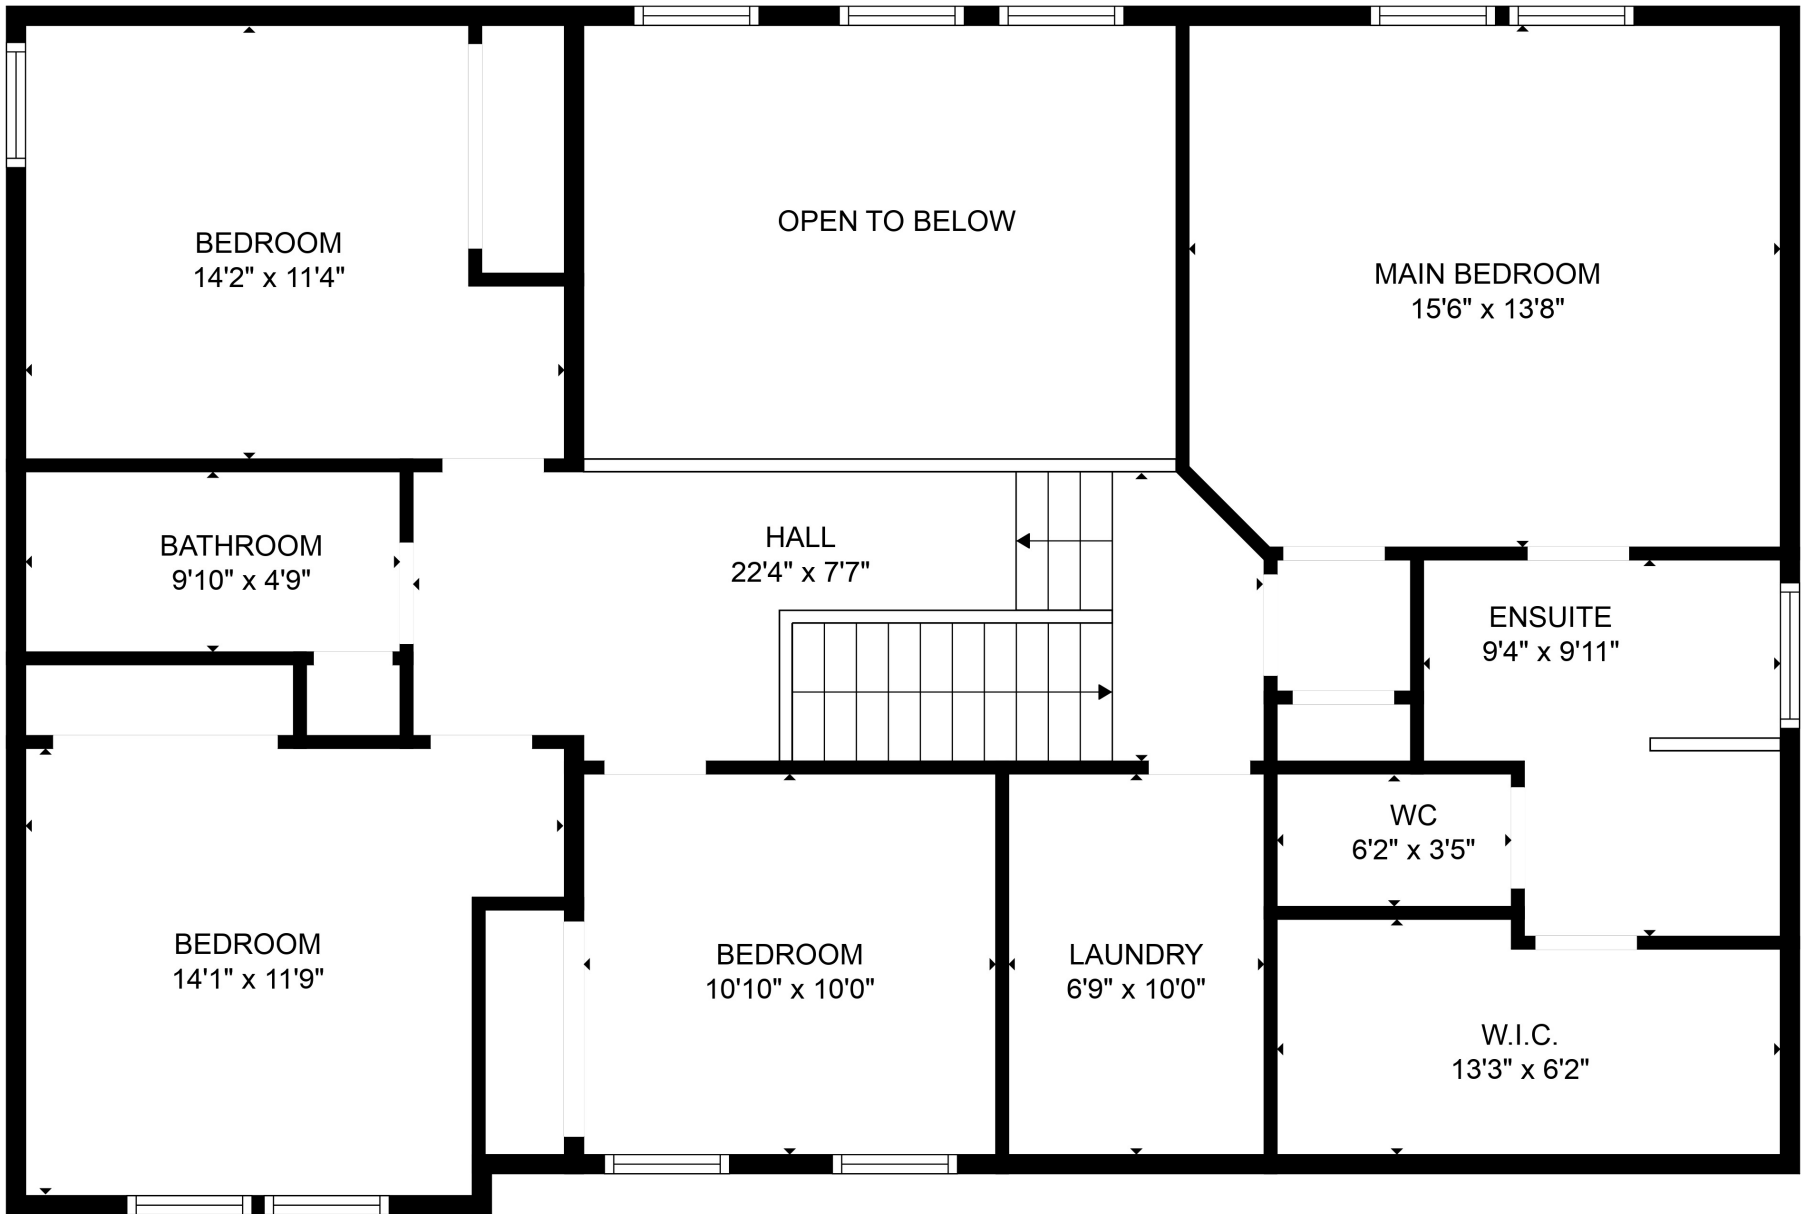 BEDROOM
14'2" x 11'4"
OPEN TO BELOW
MAIN BEDROOM
15'6" x 13'8"
BATHROOM
9'10" x 4'9"
HALL
22'4" x 7'7"
ENSUITE
9'4" x 9'11"
WC
6'2" x 3'5"
BEDROOM
14'1" x 11'9"
BEDROOM
10'10" x 10'0"
LAUNDRY
6'9" x 10'0"
W.I.C.
13'3" x 6'2"